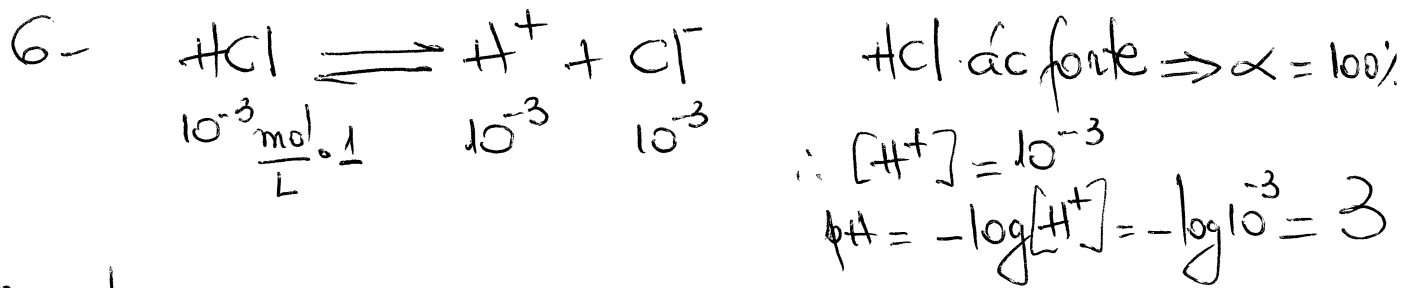 6- HCl ⇌ H⁺ + Cl⁻
10⁻³ mol/L · 1 10⁻³ 10⁻³
HCl ác forte ⇒ α = 100%
∴ [H⁺] = 10⁻³
pH = -log[H⁺] = -log10⁻³ = 3